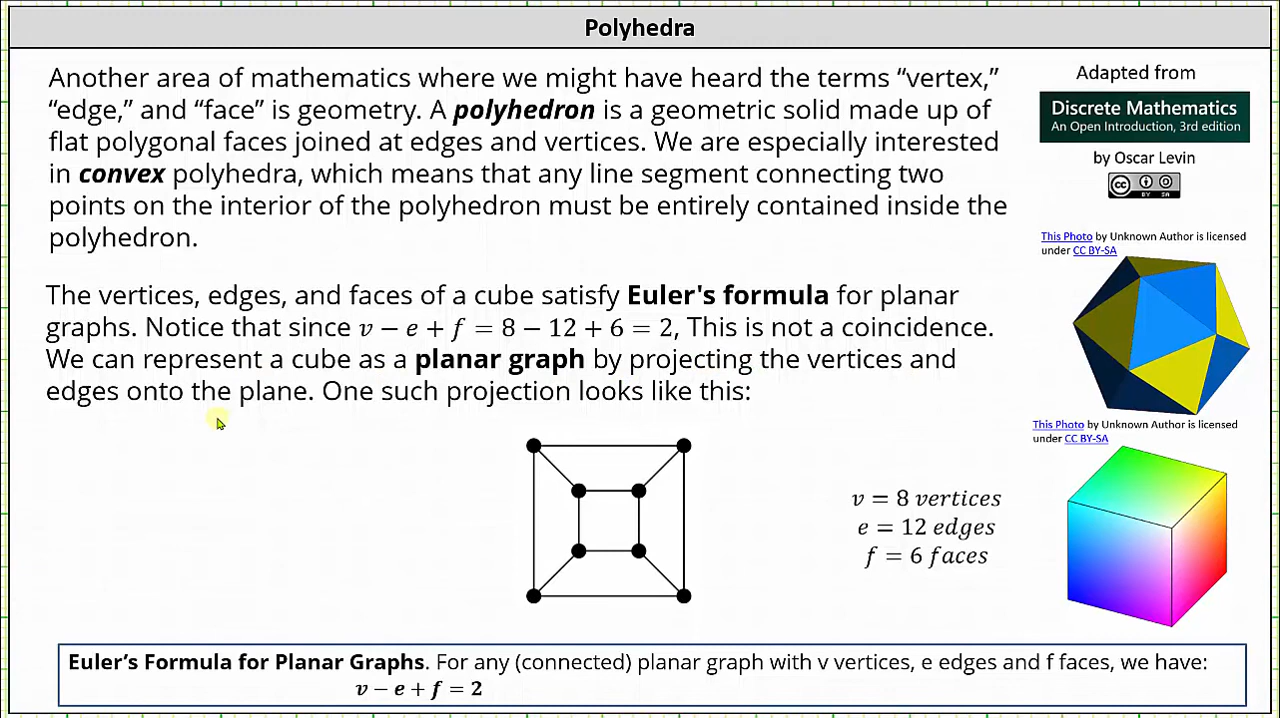 Polyhedra
Another area of mathematics where we might have heard the terms “vertex,”
“edge,” and “face” is geometry. A polyhedron is a geometric solid made up of
flat polygonal faces joined at edges and vertices. We are especially interested
in convex polyhedra, which means that any line segment connecting two
points on the interior of the polyhedron must be entirely contained inside the
polyhedron.
The vertices, edges, and faces of a cube satisfy Euler's formula for planar
graphs. Notice that since v − e + f = 8 − 12 + 6 = 2, This is not a coincidence.
We can represent a cube as a planar graph by projecting the vertices and
edges onto the plane. One such projection looks like this:
v = 8 vertices
e = 12 edges
f = 6 faces
Adapted from
Discrete Mathematics
An Open Introduction, 3rd edition
by Oscar Levin
cc BY SA
This Photo by Unknown Author is licensed
under CC BY-SA
This Photo by Unknown Author is licensed
under CC BY-SA
Euler’s Formula for Planar Graphs. For any (connected) planar graph with v vertices, e edges and f faces, we have:
v − e + f = 2